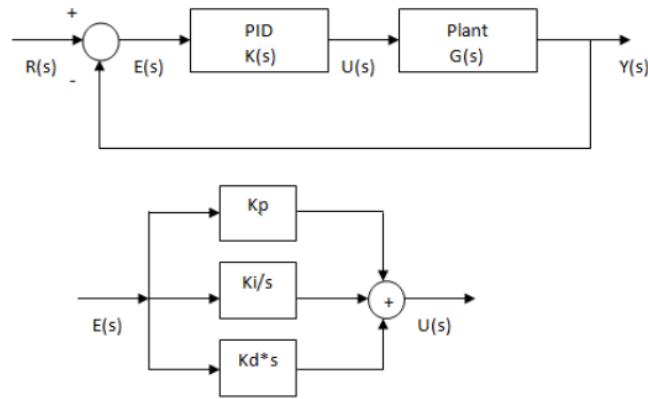 +
PID
K(s)
Plant
G(s)
R(s)
-
E(s)
U(s)
Y(s)
Kp
Ki/s
+
E(s)
U(s)
Kd*s